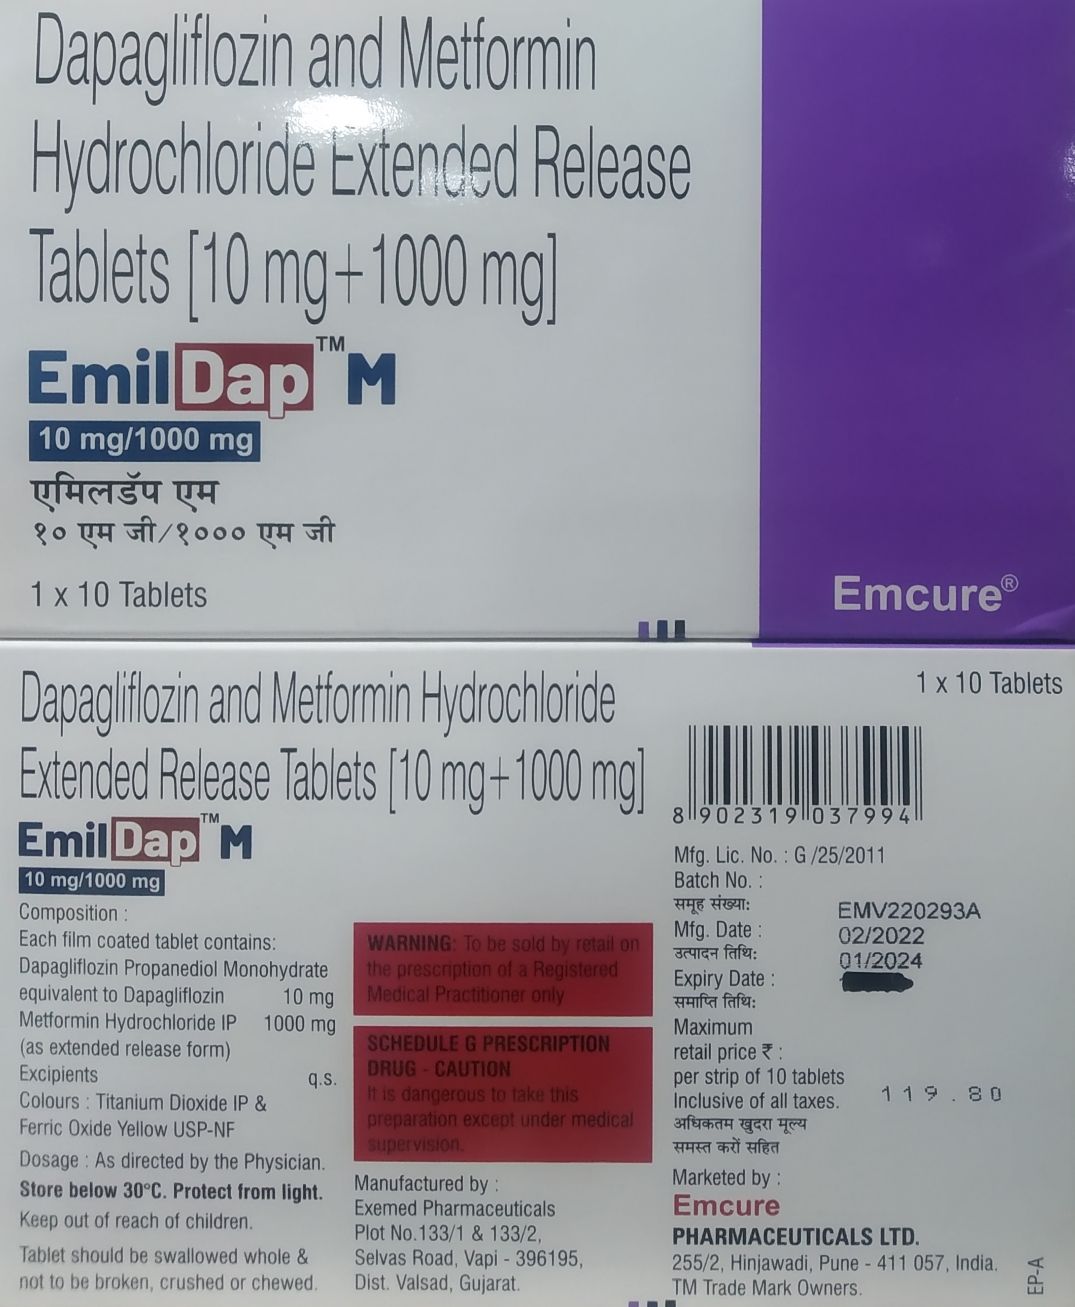 Dapagliflozin and Metformin
Hydrochloride Extended Release
Tablets [10 mg+1000 mg]
EmilDap™ M
10 mg/1000 mg
एमिलडॅप एम
१० एम जी/१००० एम जी
1 x 10 Tablets
Emcure®
Dapagliflozin and Metformin Hydrochloride
Extended Release Tablets [10 mg+1000 mg]
EmilDap™ M
10 mg/1000 mg
Composition :
Each film coated tablet contains:
Dapagliflozin Propanediol Monohydrate
equivalent to Dapagliflozin 10 mg
Metformin Hydrochloride IP 1000 mg
(as extended release form)
Excipients q.s.
Colours : Titanium Dioxide IP &
Ferric Oxide Yellow USP-NF
Dosage : As directed by the Physician.
Store below 30°C. Protect from light.
Keep out of reach of children.
Tablet should be swallowed whole &
not to be broken, crushed or chewed.
WARNING: To be sold by retail on
the prescription of a Registered
Medical Practitioner only
SCHEDULE G PRESCRIPTION
DRUG - CAUTION
It is dangerous to take this
preparation except under medical
supervision.
Manufactured by :
Exemed Pharmaceuticals
Plot No.133/1 & 133/2,
Selvas Road, Vapi - 396195,
Dist. Valsad, Gujarat.
1 x 10 Tablets
8 902319 037994
Mfg. Lic. No. : G /25/2011
Batch No. :
समूह संख्या: EMV220293A
Mfg. Date : 02/2022
उत्पादन तिथि: 01/2024
Expiry Date :
समाप्ति तिथि:
Maximum
retail price ₹ :
per strip of 10 tablets
Inclusive of all taxes. 119.80
अधिकतम खुदरा मूल्य
समस्त करों सहित
Marketed by :
Emcure
PHARMACEUTICALS LTD.
255/2, Hinjawadi, Pune - 411 057, India.
TM Trade Mark Owners.
EP-A